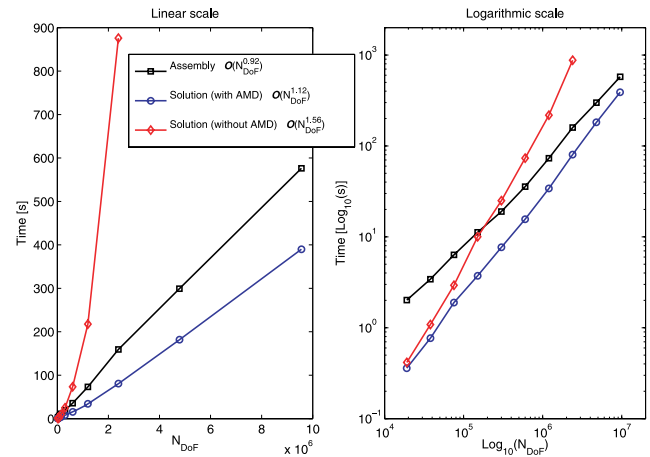 Linear scale
900
800
700
600
500
400
300
200
100
0
Time [s]
0
2
4
6
8
10
x 10^6
N_DoF
Assembly O(N_DoF^0.92)
Solution (with AMD) O(N_DoF^1.12)
Solution (without AMD) O(N_DoF^1.56)
Logarithmic scale
10^3
10^2
10^1
10^0
10^−1
Time [Log_10(s)]
10^4
10^5
10^6
10^7
Log_10(N_DoF)